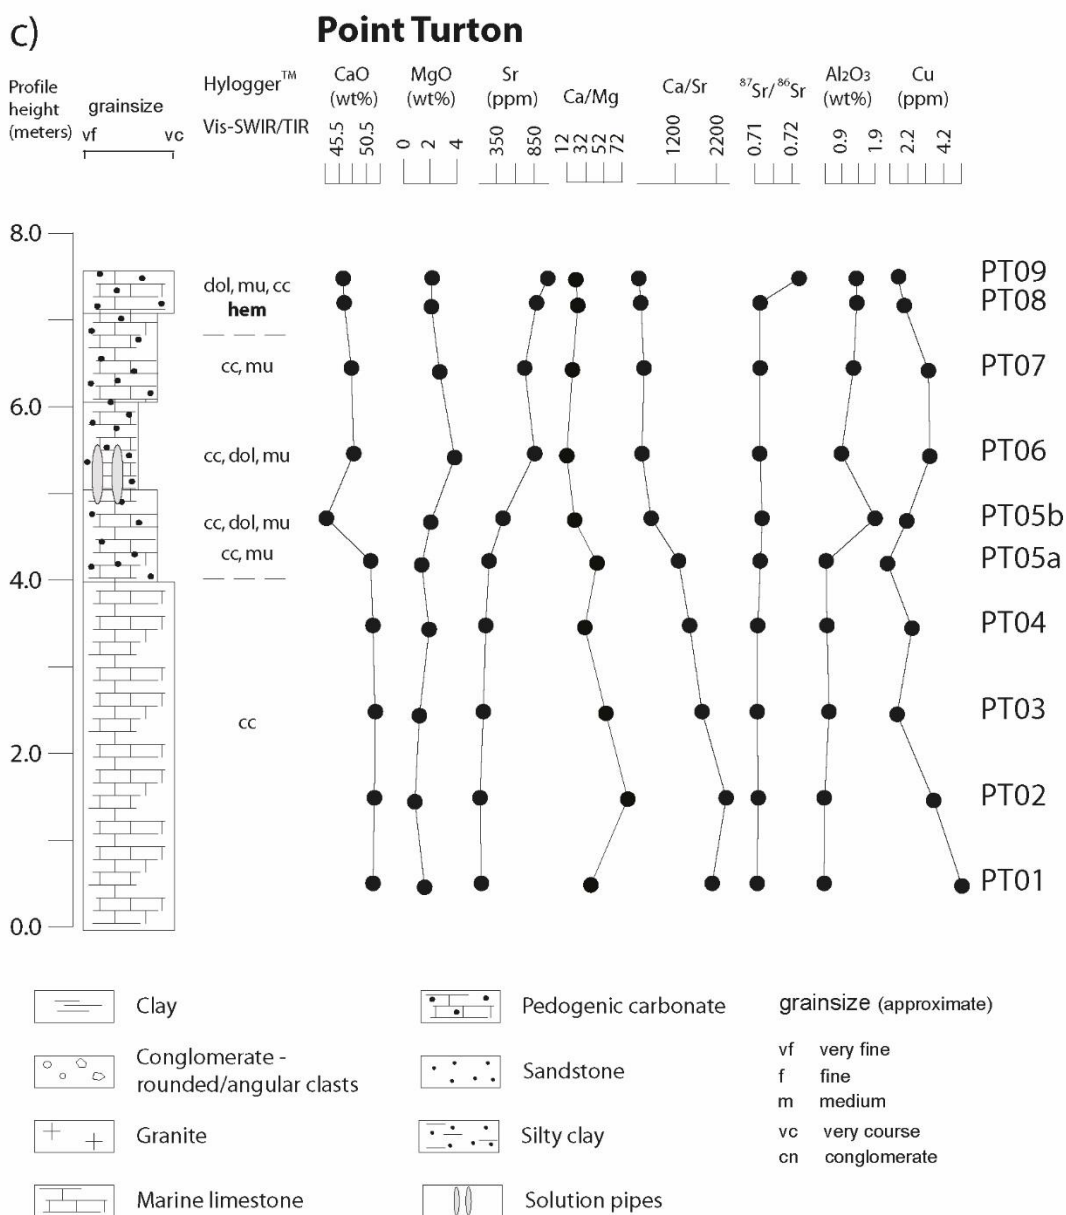 c)
Point Turton
Profile height (meters)
grainsize
vf vc
Hylogger™
Vis-SWIR/TIR
CaO (wt%)
45.5 50.5
MgO (wt%)
0 2 4
Sr (ppm)
350 850
Ca/Mg
12 32 52 72
Ca/Sr
1200 2200
⁸⁷Sr/⁸⁶Sr
0.71 0.72
Al₂O₃ (wt%)
0.9 1.9
Cu (ppm)
2.2 4.2
8.0
dol, mu, cc
PT09
hem
PT08
cc, mu
PT07
6.0
cc, dol, mu
PT06
cc, dol, mu
PT05b
cc, mu
PT05a
4.0
PT04
cc
PT03
2.0
PT02
PT01
0.0
Clay
Conglomerate -
rounded/angular clasts
Granite
Marine limestone
Pedogenic carbonate
Sandstone
Silty clay
Solution pipes
grainsize (approximate)
vf very fine
f fine
m medium
vc very course
cn conglomerate